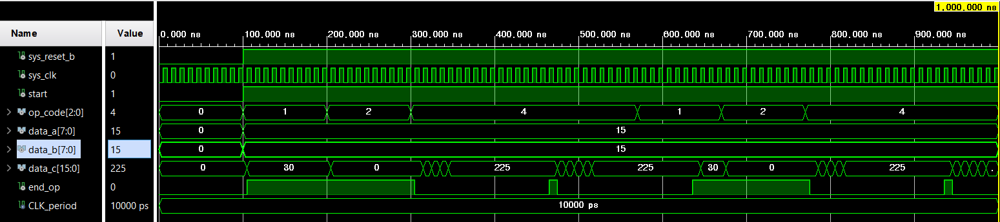 1,000.000 ns
Name Value 0.000 ns 100.000 ns 200.000 ns 300.000 ns 400.000 ns 500.000 ns 600.000 ns 700.000 ns 800.000 ns 900.000 ns
sys_reset_b 1
sys_clk 0
start 1
op_code[2:0] 4 0 1 2 4 1 2 4
data_a[7:0] 15 0 15
data_b[7:0] 15 0 15
data_c[15:0] 225 0 30 0 225 225 30 0 225 .
end_op 0
CLK_period 10000 ps 10000 ps